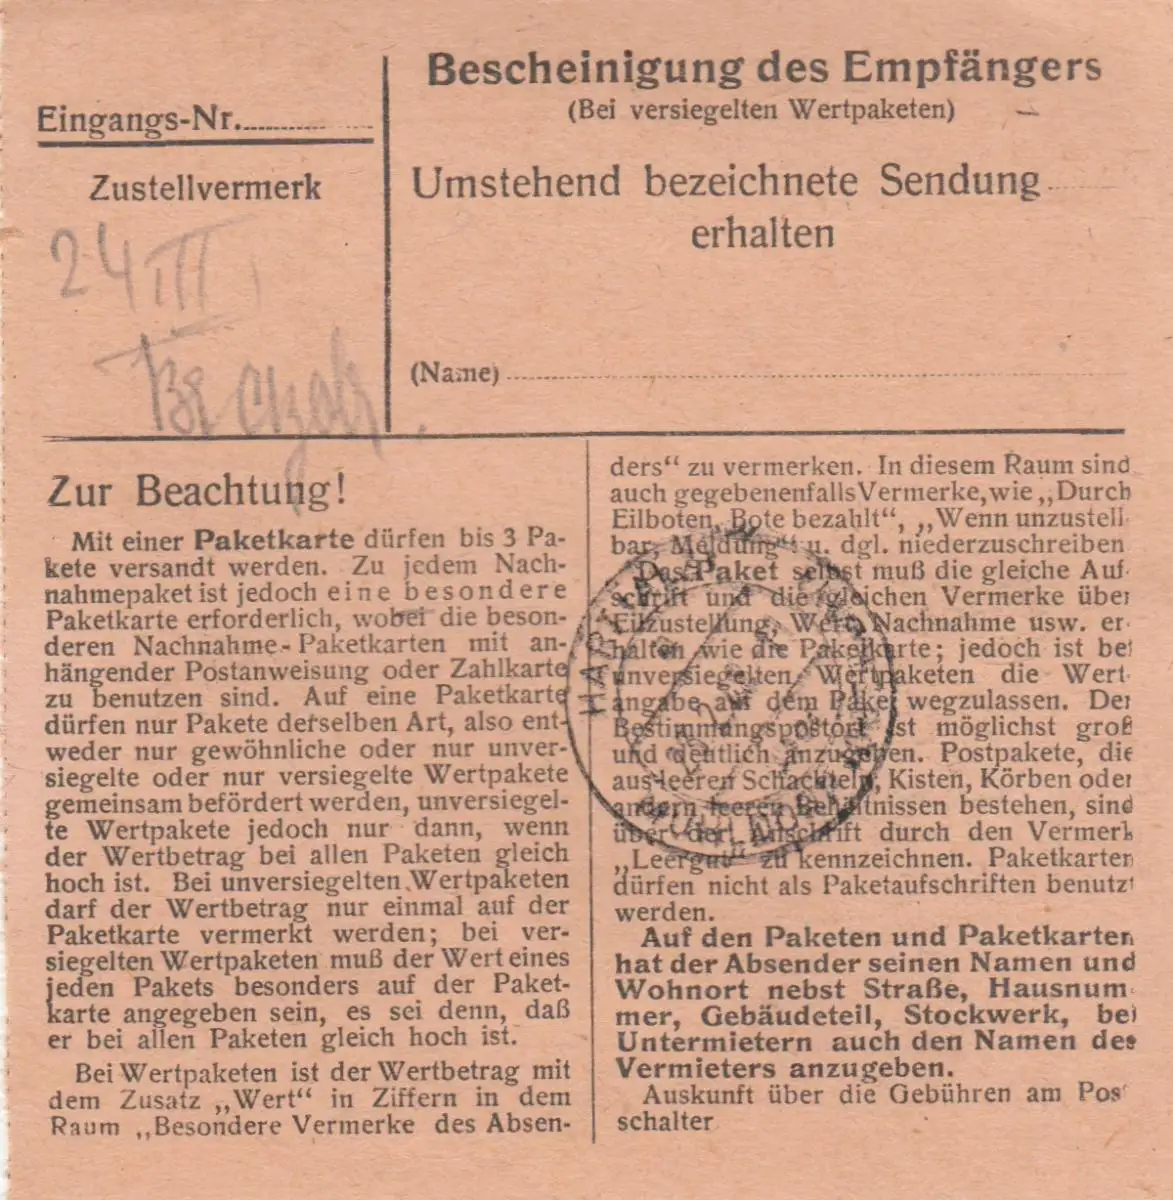 Eingangs-Nr.
Zustellvermerk
24 III
Bescheinigung des Empfängers
(Bei versiegelten Wertpaketen)
Umstehend bezeichnete Sendung
erhalten
(Name)
Zur Beachtung!
Mit einer Paketkarte dürfen bis 3 Pa-
kete versandt werden. Zu jedem Nach-
nahmepaket ist jedoch eine besondere
Paketkarte erforderlich, wobei die beson-
deren Nachnahme-Paketkarten mit an-
hängender Postanweisung oder Zahlkarte
zu benutzen sind. Auf eine Paketkarte
dürfen nur Pakete derselben Art, also ent-
weder nur gewöhnliche oder nur unver-
siegelte oder nur versiegelte Wertpakete
gemeinsam befördert werden, unversiegel-
te Wertpakete jedoch nur dann, wenn
der Wertbetrag bei allen Paketen gleich
hoch ist. Bei unversiegelten Wertpaketen
darf der Wertbetrag nur einmal auf der
Paketkarte vermerkt werden; bei ver-
siegelten Wertpaketen muß der Wert eines
jeden Pakets besonders auf der Paket-
karte angegeben sein, es sei denn, daß
er bei allen Paketen gleich hoch ist.
Bei Wertpaketen ist der Wertbetrag mit
dem Zusatz „Wert“ in Ziffern in dem
Raum „Besondere Vermerke des Absen-
ders“ zu vermerken. In diesem Raum sind
auch gegebenenfalls Vermerke, wie „Durch
Eilboten, Bote bezahlt“, „Wenn unzustell
bar, Meldung“ u. dgl. niederzuschreiben
Das Paket selbst muß die gleiche Auf-
schrift und die gleichen Vermerke über
Eilzustellung, Wert, Nachnahme usw. er-
halten wie die Paketkarte; jedoch ist bei
unversiegelten Wertpaketen die Wert-
angabe auf dem Paket wegzulassen. Der
Bestimmungspostort ist möglichst groß
und deutlich anzugeben. Postpakete, die
aus leeren Schachteln, Kisten, Körben oder
andern leeren Behältnissen bestehen, sind
über der Anschrift durch den Vermerk
„Leergut“ zu kennzeichnen. Paketkarten
dürfen nicht als Paketaufschriften benutzt
werden.
Auf den Paketen und Paketkarten
hat der Absender seinen Namen und
Wohnort nebst Straße, Hausnum-
mer, Gebäudeteil, Stockwerk, bei
Untermietern auch den Namen des
Vermieters anzugeben.
Auskunft über die Gebühren am Pos
schalter